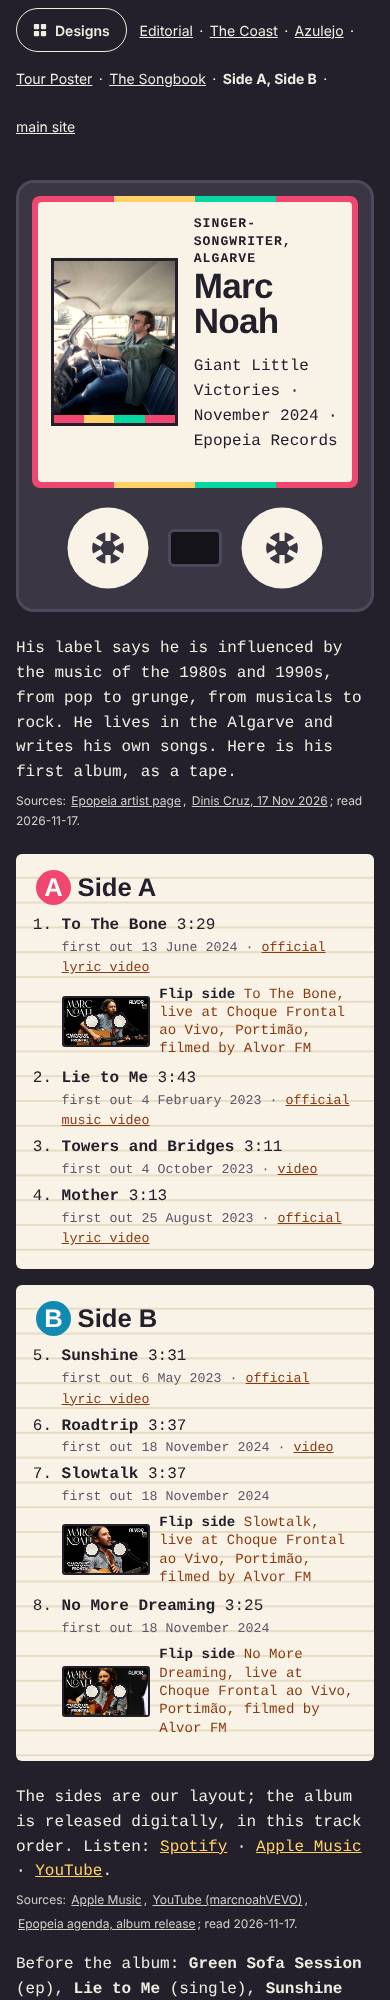 Designs Editorial · The Coast · Azulejo ·
Tour Poster · The Songbook · Side A, Side B ·
main site
SINGER-
SONGWRITER,
ALGARVE
Marc
Noah
Giant Little
Victories ·
November 2024 ·
Epopeia Records
His label says he is influenced by
the music of the 1980s and 1990s,
from pop to grunge, from musicals to
rock. He lives in the Algarve and
writes his own songs. Here is his
first album, as a tape.
Sources: Epopeia artist page, Dinis Cruz, 17 Nov 2026; read
2026-11-17.
A Side A
1. To The Bone 3:29
first out 13 June 2024 · official
lyric video
Flip side To The Bone,
live at Choque Frontal
ao Vivo, Portimão,
filmed by Alvor FM
2. Lie to Me 3:43
first out 4 February 2023 · official
music video
3. Towers and Bridges 3:11
first out 4 October 2023 · video
4. Mother 3:13
first out 25 August 2023 · official
lyric video
B Side B
5. Sunshine 3:31
first out 6 May 2023 · official
lyric video
6. Roadtrip 3:37
first out 18 November 2024 · video
7. Slowtalk 3:37
first out 18 November 2024
Flip side Slowtalk,
live at Choque Frontal
ao Vivo, Portimão,
filmed by Alvor FM
8. No More Dreaming 3:25
first out 18 November 2024
Flip side No More
Dreaming, live at
Choque Frontal ao Vivo,
Portimão, filmed by
Alvor FM
The sides are our layout; the album
is released digitally, in this track
order. Listen: Spotify · Apple Music
· YouTube.
Sources: Apple Music, YouTube (marcnoahVEVO),
Epopeia agenda, album release; read 2026-11-17.
Before the album: Green Sofa Session
(ep), Lie to Me (single), Sunshine